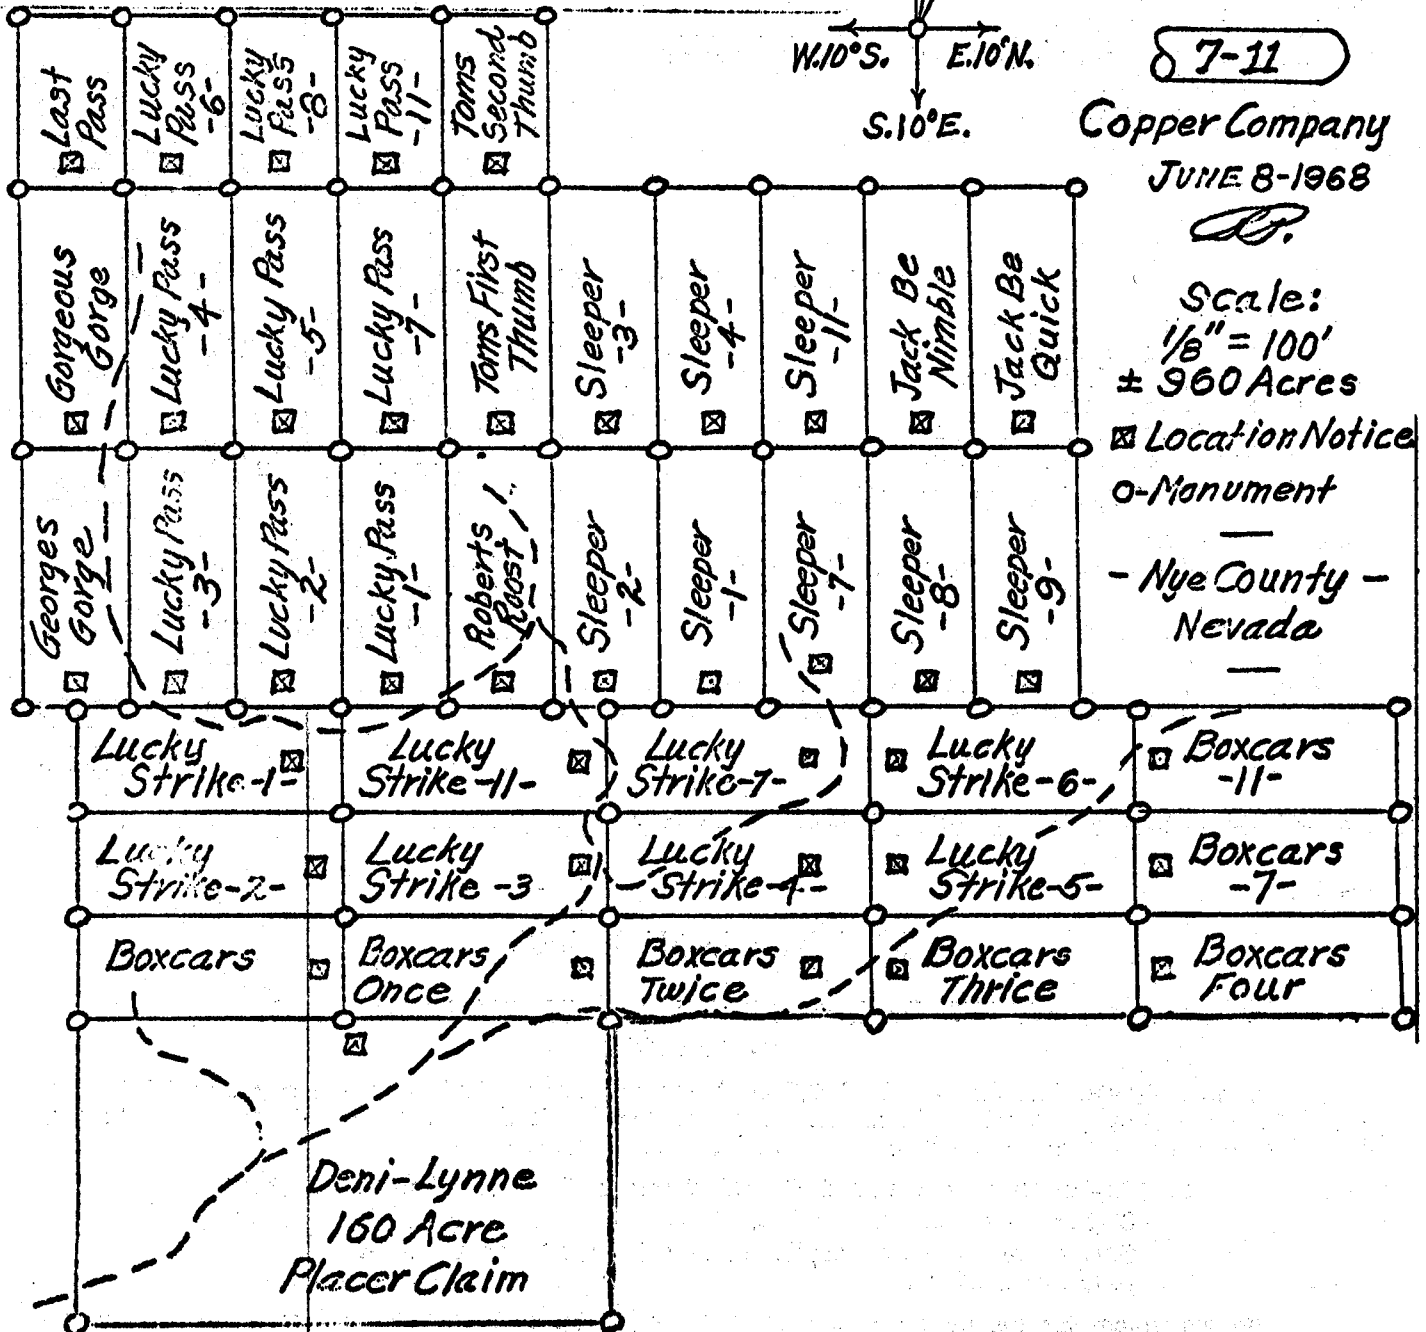 W.10°S. E.10°N.
S.10°E.
7-11
Copper Company
JUNE 8-1968
Scale:
1/8" = 100'
± 960 Acres
Location Notice
O-Monument
- Nye County -
Nevada
Last
Pass
Lucky
Pass
-6-
Lucky
Pass
-8-
Lucky
Pass
-11-
Toms
Second
Thumb
Gorgeous
Gorge
Lucky Pass
-4-
Lucky Pass
-5-
Lucky Pass
-7-
Toms First
Thumb
Sleeper
-3-
Sleeper
-4-
Sleeper
-11-
Jack Be
Nimble
Jack Be
Quick
Georges
Gorge
Lucky Pass
-3-
Lucky Pass
-2-
Lucky Pass
-1-
Roberts
Roost
Sleeper
-2-
Sleeper
-1-
Sleeper
-7-
Sleeper
-8-
Sleeper
-9-
Lucky
Strike-1-
Lucky
Strike-11-
Lucky
Strike-7-
Lucky
Strike-6-
Boxcars
-11-
Lucky
Strike-2-
Lucky
Strike -3
Lucky
Strike-4-
Lucky
Strike-5-
Boxcars
-7-
Boxcars
Boxcars
Once
Boxcars
Twice
Boxcars
Thrice
Boxcars
Four
Deni-Lynne
160 Acre
Placer Claim